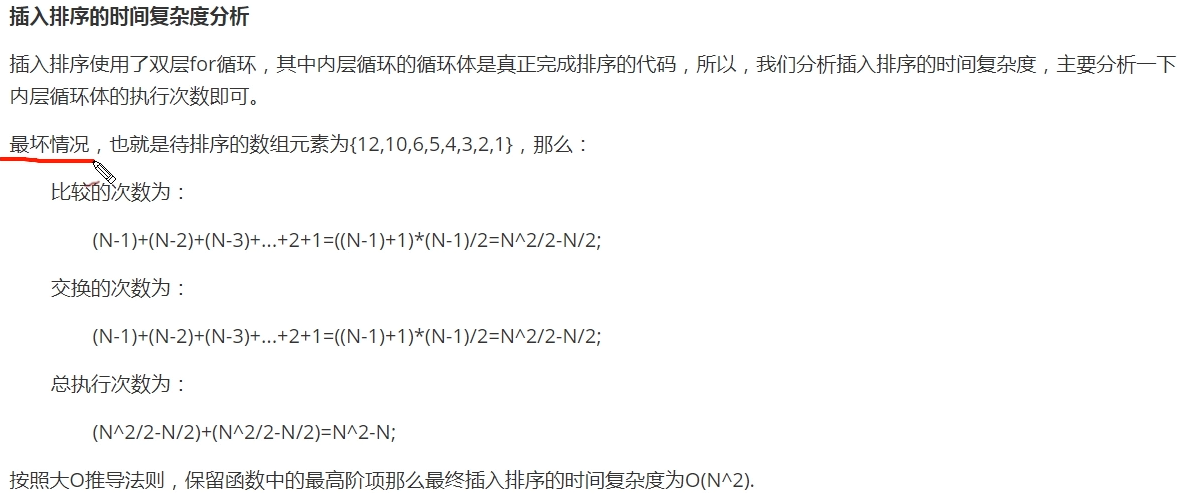 插入排序的时间复杂度分析
插入排序使用了双层for循环，其中内层循环的循环体是真正完成排序的代码，所以，我们分析插入排序的时间复杂度，主要分析一下
内层循环体的执行次数即可。
最坏情况，也就是待排序的数组元素为{12,10,6,5,4,3,2,1}，那么：
比较的次数为：
(N-1)+(N-2)+(N-3)+...+2+1=((N-1)+1)*(N-1)/2=N^2/2-N/2;
交换的次数为：
(N-1)+(N-2)+(N-3)+...+2+1=((N-1)+1)*(N-1)/2=N^2/2-N/2;
总执行次数为：
(N^2/2-N/2)+(N^2/2-N/2)=N^2-N;
按照大O推导法则，保留函数中的最高阶项那么最终插入排序的时间复杂度为O(N^2).